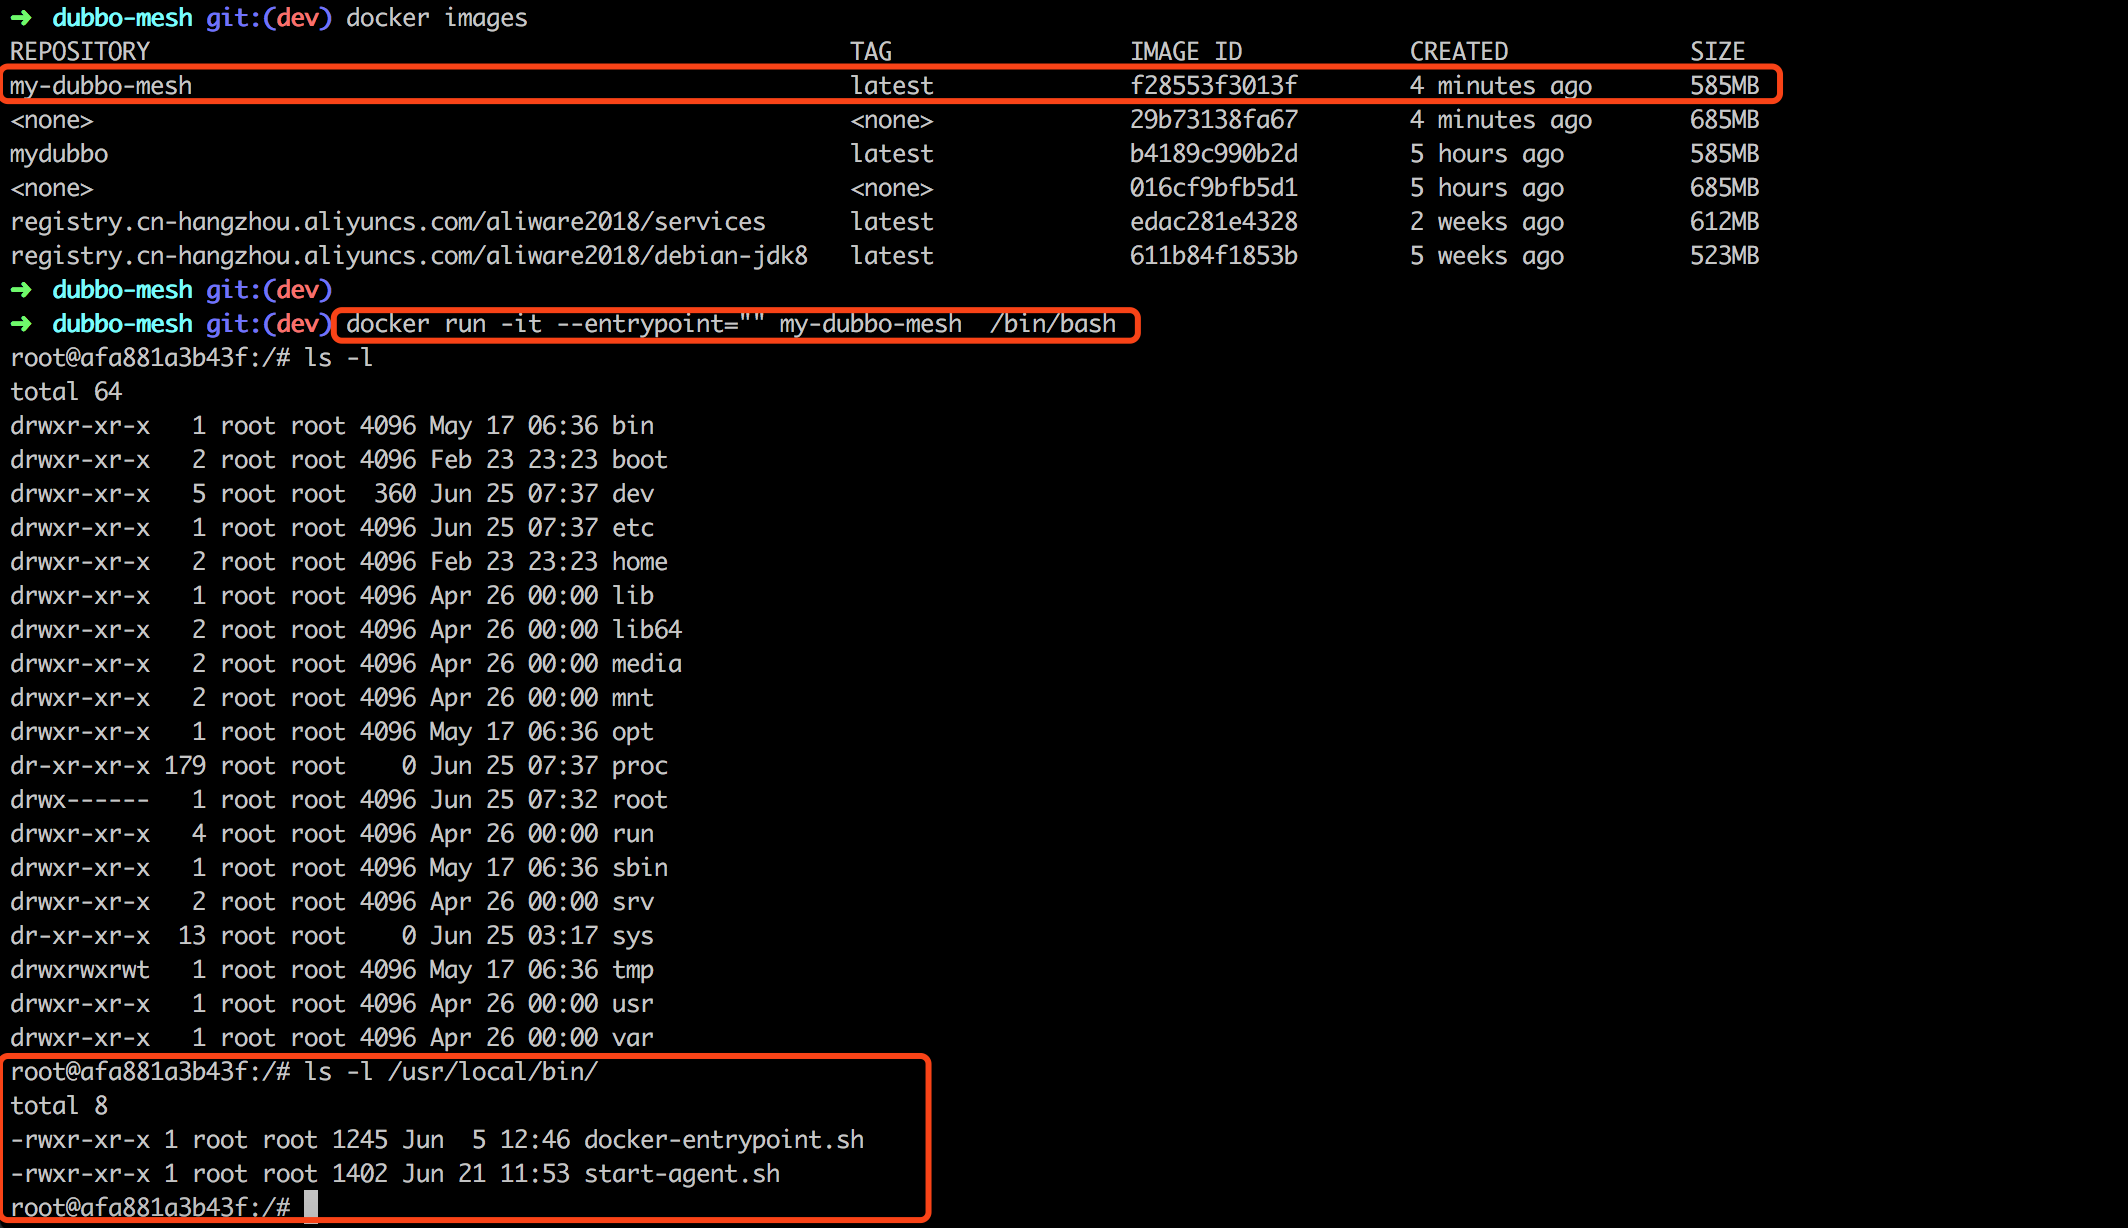 ➜  dubbo-mesh git:(dev) docker images
REPOSITORY                                                  TAG                 IMAGE ID            CREATED             SIZE
my-dubbo-mesh                                               latest              f28553f3013f        4 minutes ago       585MB
<none>                                                      <none>              29b73138fa67        4 minutes ago       685MB
mydubbo                                                     latest              b4189c990b2d        5 hours ago         585MB
<none>                                                      <none>              016cf9bfb5d1        5 hours ago         685MB
registry.cn-hangzhou.aliyuncs.com/aliware2018/services      latest              edac281e4328        2 weeks ago         612MB
registry.cn-hangzhou.aliyuncs.com/aliware2018/debian-jdk8   latest              611b84f1853b        5 weeks ago         523MB
➜  dubbo-mesh git:(dev)
➜  dubbo-mesh git:(dev) docker run -it --entrypoint="" my-dubbo-mesh  /bin/bash
root@afa881a3b43f:/# ls -l
total 64
drwxr-xr-x   1 root root 4096 May 17 06:36 bin
drwxr-xr-x   2 root root 4096 Feb 23 23:23 boot
drwxr-xr-x   5 root root  360 Jun 25 07:37 dev
drwxr-xr-x   1 root root 4096 Jun 25 07:37 etc
drwxr-xr-x   2 root root 4096 Feb 23 23:23 home
drwxr-xr-x   1 root root 4096 Apr 26 00:00 lib
drwxr-xr-x   2 root root 4096 Apr 26 00:00 lib64
drwxr-xr-x   2 root root 4096 Apr 26 00:00 media
drwxr-xr-x   2 root root 4096 Apr 26 00:00 mnt
drwxr-xr-x   1 root root 4096 May 17 06:36 opt
dr-xr-xr-x 179 root root    0 Jun 25 07:37 proc
drwx------   1 root root 4096 Jun 25 07:32 root
drwxr-xr-x   4 root root 4096 Apr 26 00:00 run
drwxr-xr-x   1 root root 4096 May 17 06:36 sbin
drwxr-xr-x   2 root root 4096 Apr 26 00:00 srv
dr-xr-xr-x  13 root root    0 Jun 25 03:17 sys
drwxrwxrwt   1 root root 4096 May 17 06:36 tmp
drwxr-xr-x   1 root root 4096 Apr 26 00:00 usr
drwxr-xr-x   1 root root 4096 Apr 26 00:00 var
root@afa881a3b43f:/# ls -l /usr/local/bin/
total 8
-rwxr-xr-x 1 root root 1245 Jun  5 12:46 docker-entrypoint.sh
-rwxr-xr-x 1 root root 1402 Jun 21 11:53 start-agent.sh
root@afa881a3b43f:/#